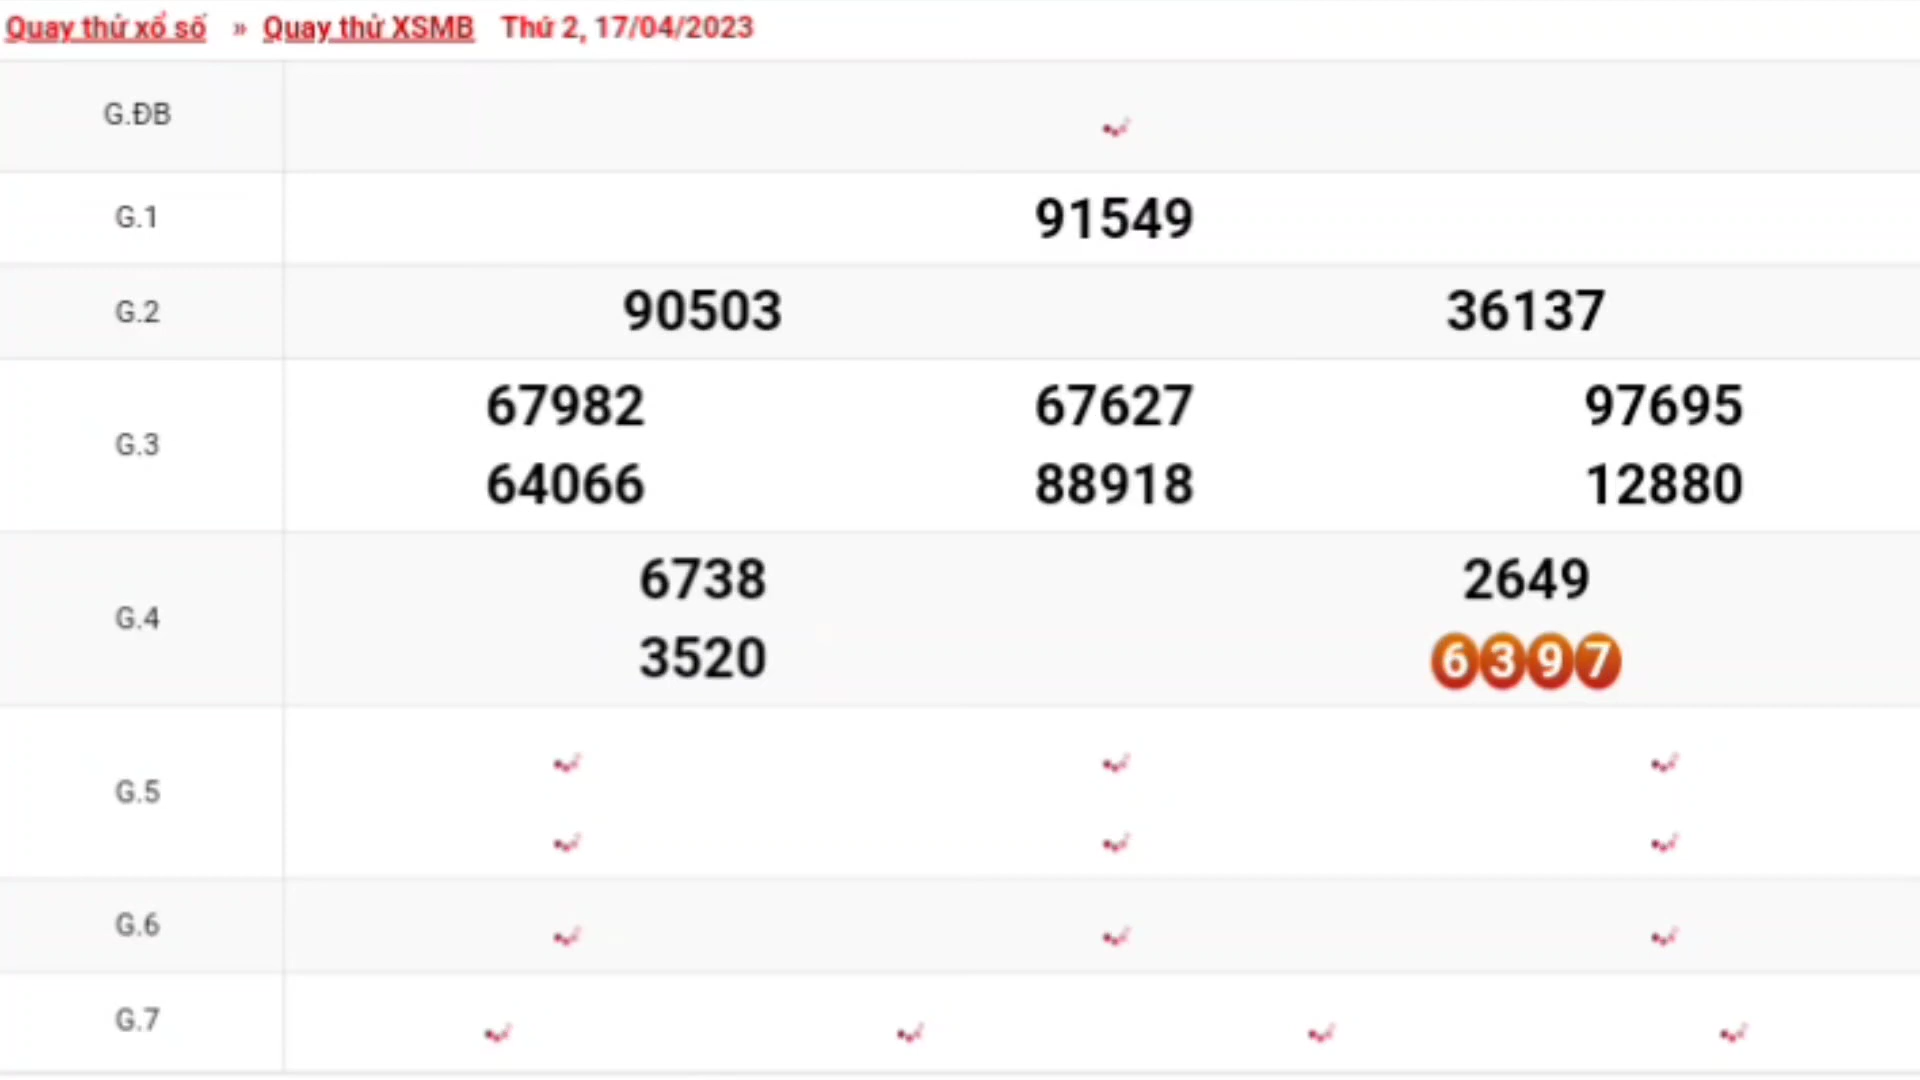 Quay thử xổ số » Quay thử XSMB Thứ 2, 17/04/2023
G.ĐB
G.1 91549
G.2 90503 36137
G.3 67982 67627 97695
64066 88918 12880
G.4 6738 2649
3520 6397
G.5
G.6
G.7